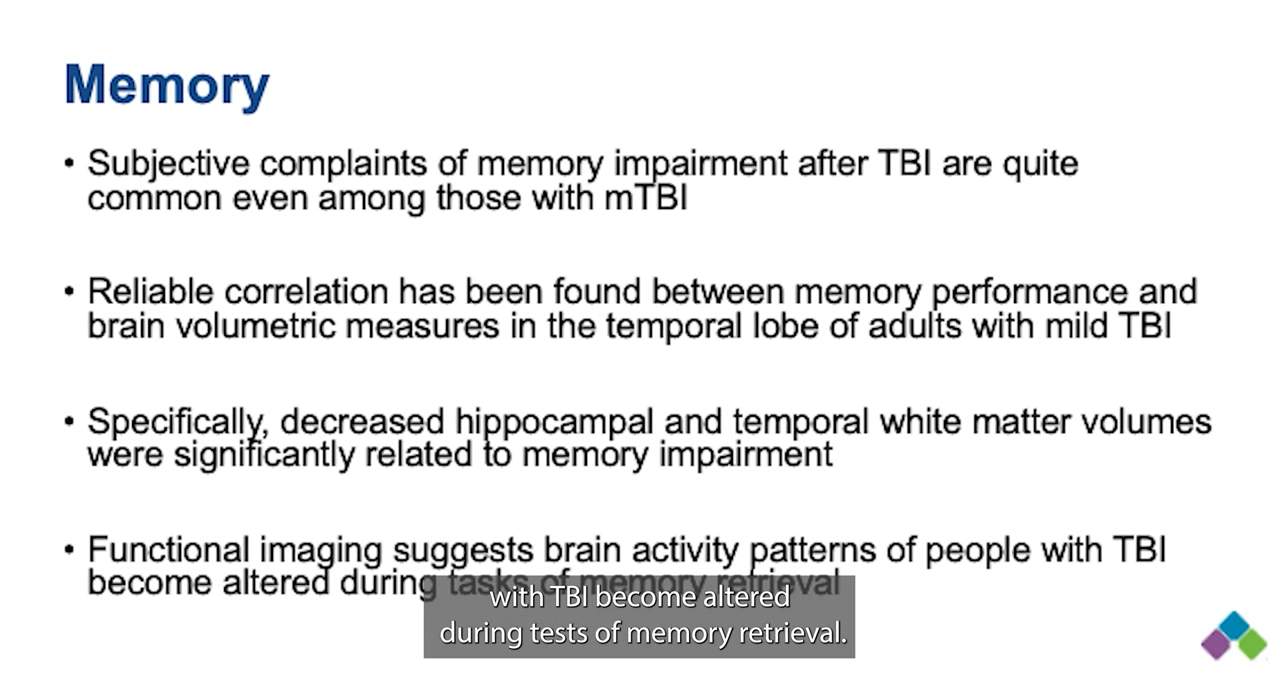 Memory
• Subjective complaints of memory impairment after TBI are quite
common even among those with mTBI
• Reliable correlation has been found between memory performance and
brain volumetric measures in the temporal lobe of adults with mild TBI
• Specifically, decreased hippocampal and temporal white matter volumes
were significantly related to memory impairment
• Functional imaging suggests brain activity patterns of people with TBI
become altered during tasks of memory retrieval
with TBI become altered
during tests of memory retrieval.